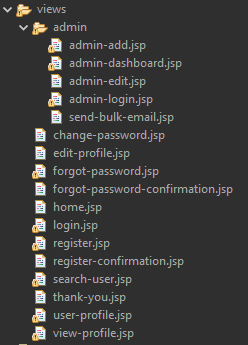 views
admin
admin-add.jsp
admin-dashboard.jsp
admin-edit.jsp
admin-login.jsp
send-bulk-email.jsp
change-password.jsp
edit-profile.jsp
forgot-password.jsp
forgot-password-confirmation.jsp
home.jsp
login.jsp
register.jsp
register-confirmation.jsp
search-user.jsp
thank-you.jsp
user-profile.jsp
view-profile.jsp